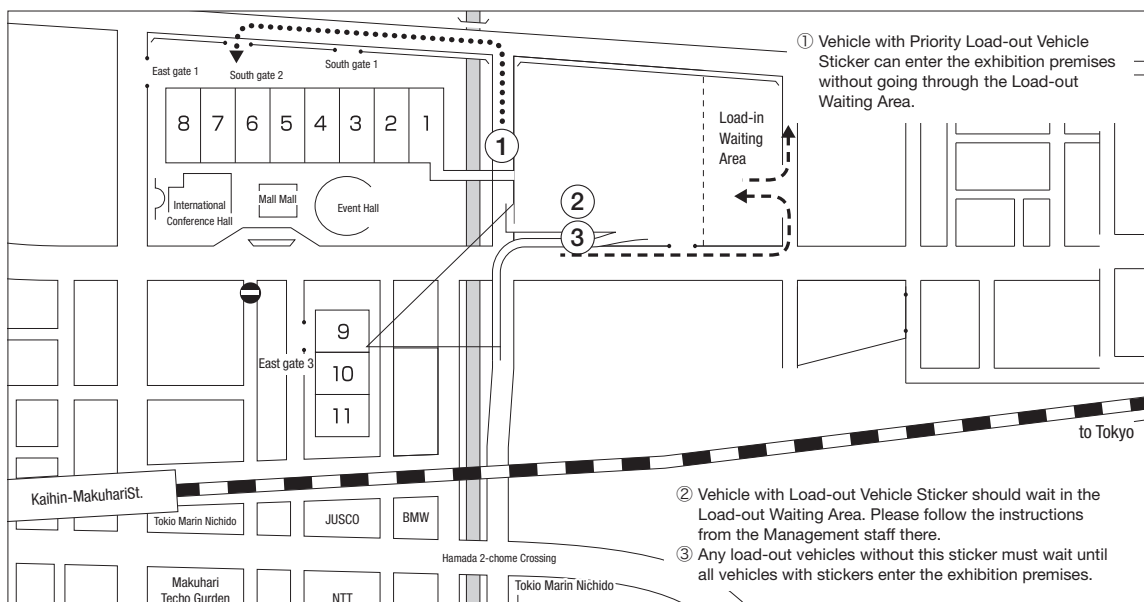 ① Vehicle with Priority Load-out Vehicle
Sticker can enter the exhibition premises
without going through the Load-out
Waiting Area.
East gate 1
South gate 2
South gate 1
8
7
6
5
4
3
2
1
1
Load-in
Waiting
Area
International
Conference Hall
Mall Mall
Event Hall
2
3
East gate 3
9
10
11
to Tokyo
Kaihin-MakuhariSt.
Tokio Marin Nichido
JUSCO
BMW
② Vehicle with Load-out Vehicle Sticker should wait in the
Load-out Waiting Area. Please follow the instructions
from the Management staff there.
③ Any load-out vehicles without this sticker must wait until
all vehicles with stickers enter the exhibition premises.
Hamada 2-chome Crossing
Makuhari
Techo Gurden
NTT
Tokio Marin Nichido